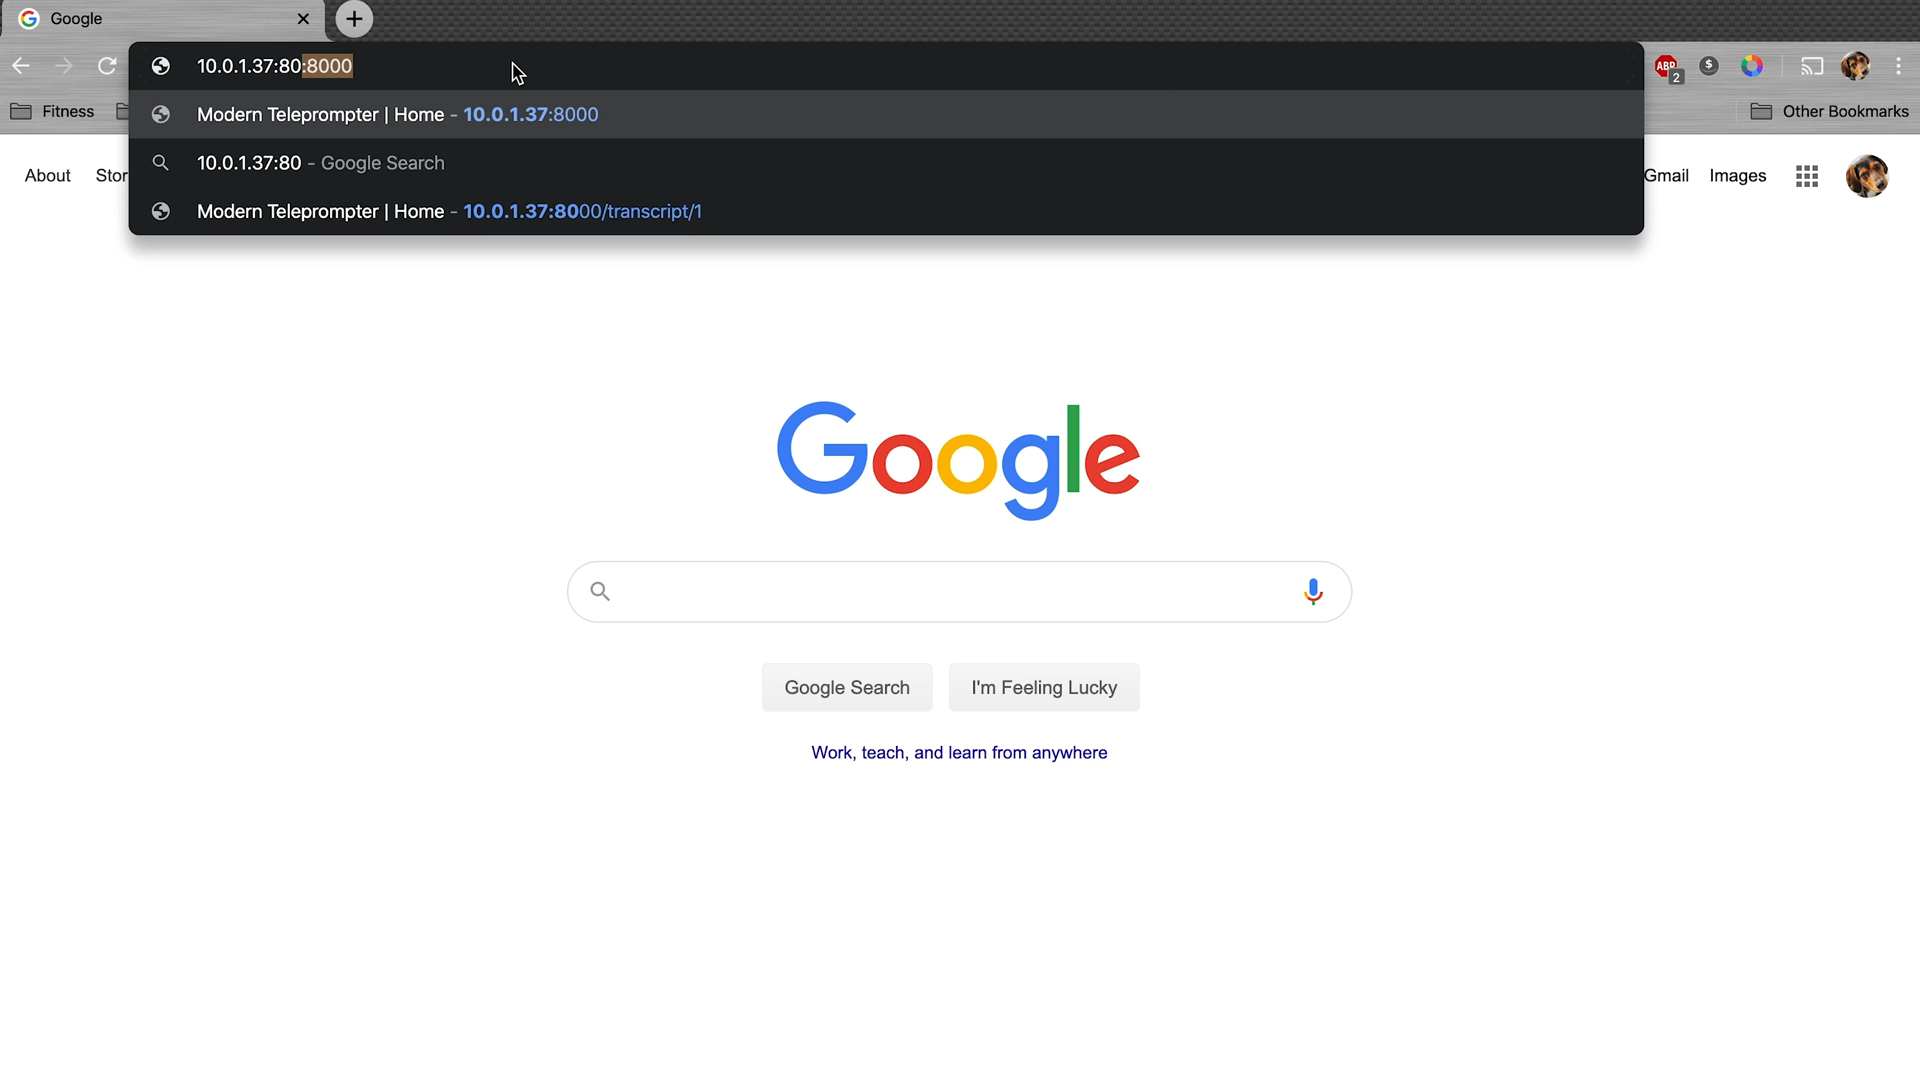 Google
10.0.1.37:80:8000
ABP
2
$
Fitness
Modern Teleprompter | Home - 10.0.1.37:8000
Other Bookmarks
10.0.1.37:80 - Google Search
About
Modern Teleprompter | Home - 10.0.1.37:8000/transcript/1
Gmail
Images
Google
Google Search
I'm Feeling Lucky
Work, teach, and learn from anywhere